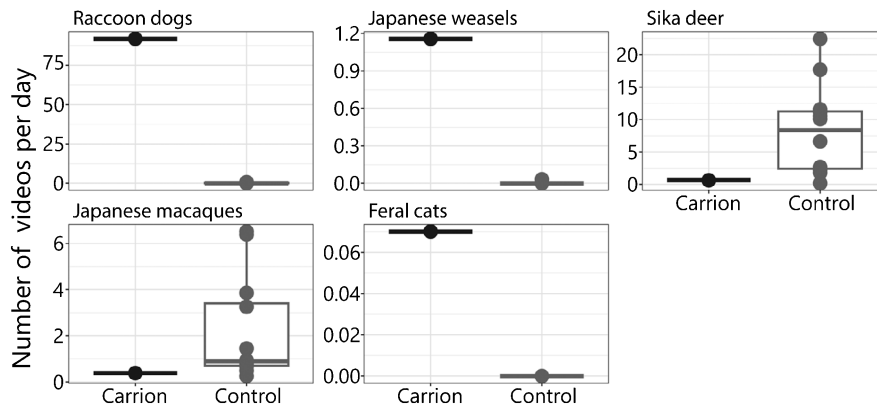 Raccoon dogs
Japanese weasels
Sika deer
Number of videos per day
75
50
25
0
1.2
0.9
0.6
0.3
0.0
20
15
10
5
0
Carrion
Control
Japanese macaques
Feral cats
6
4
2
0
0.06
0.04
0.02
0.00
Carrion
Control
Carrion
Control